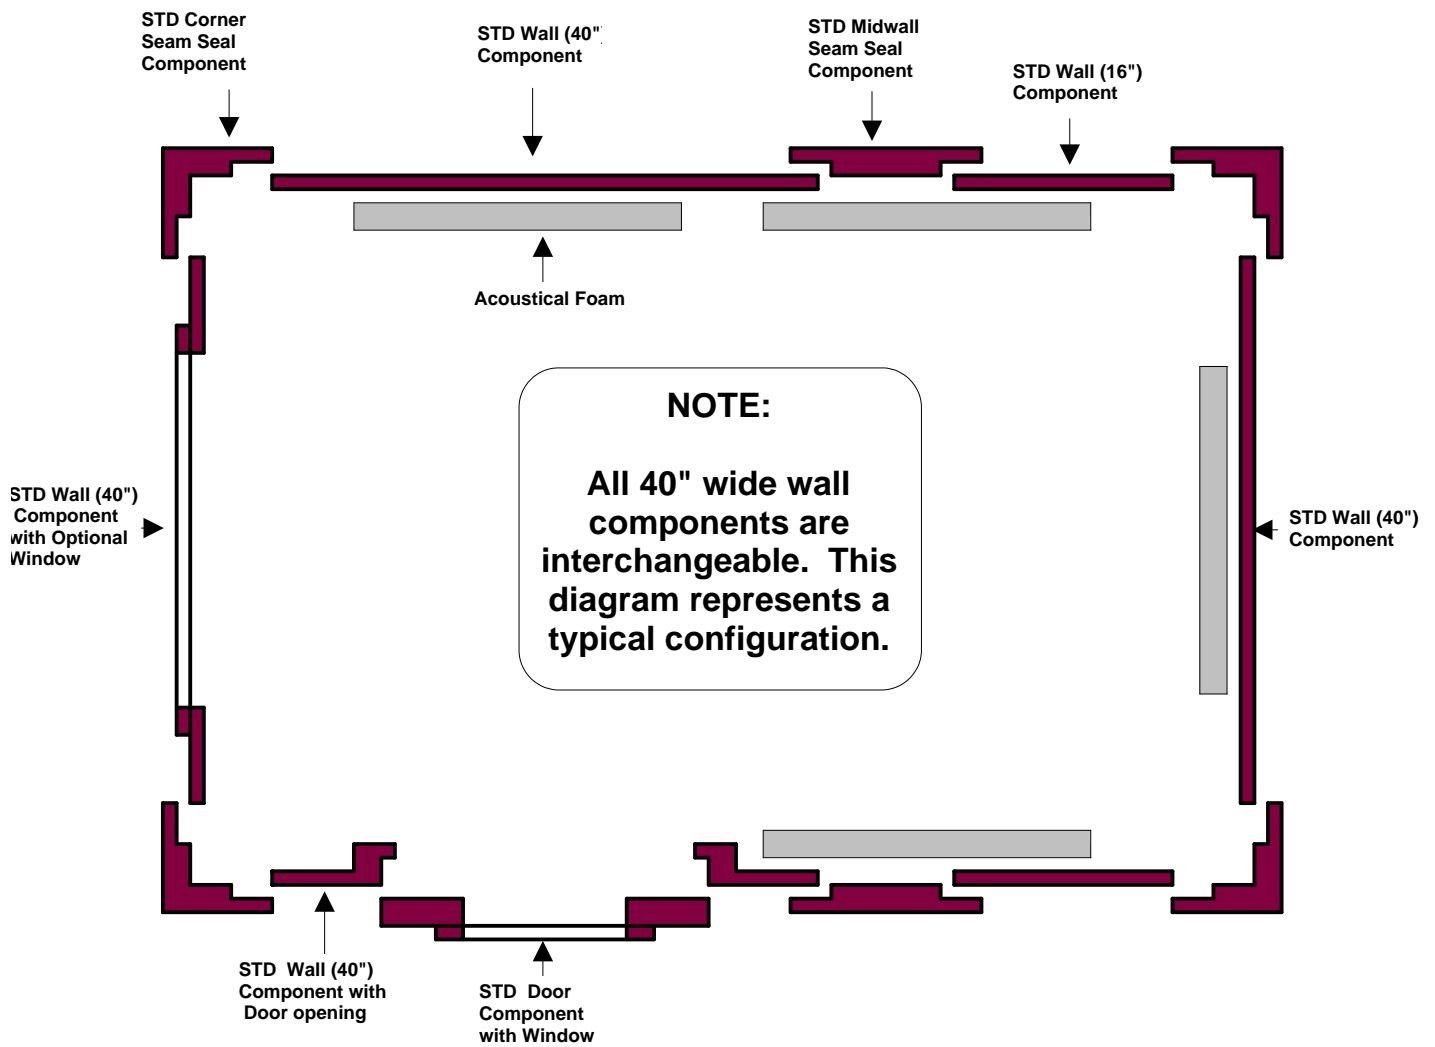 STD Corner
Seam Seal
Component
STD Wall (40"
Component
STD Midwall
Seam Seal
Component
STD Wall (16")
Component
Acoustical Foam
NOTE:
All 40" wide wall
components are
interchangeable.  This
diagram represents a
typical configuration.
STD Wall (40")
Component
with Optional
Window
STD Wall (40")
Component
STD  Wall (40")
Component with
Door opening
STD  Door
Component
with Window